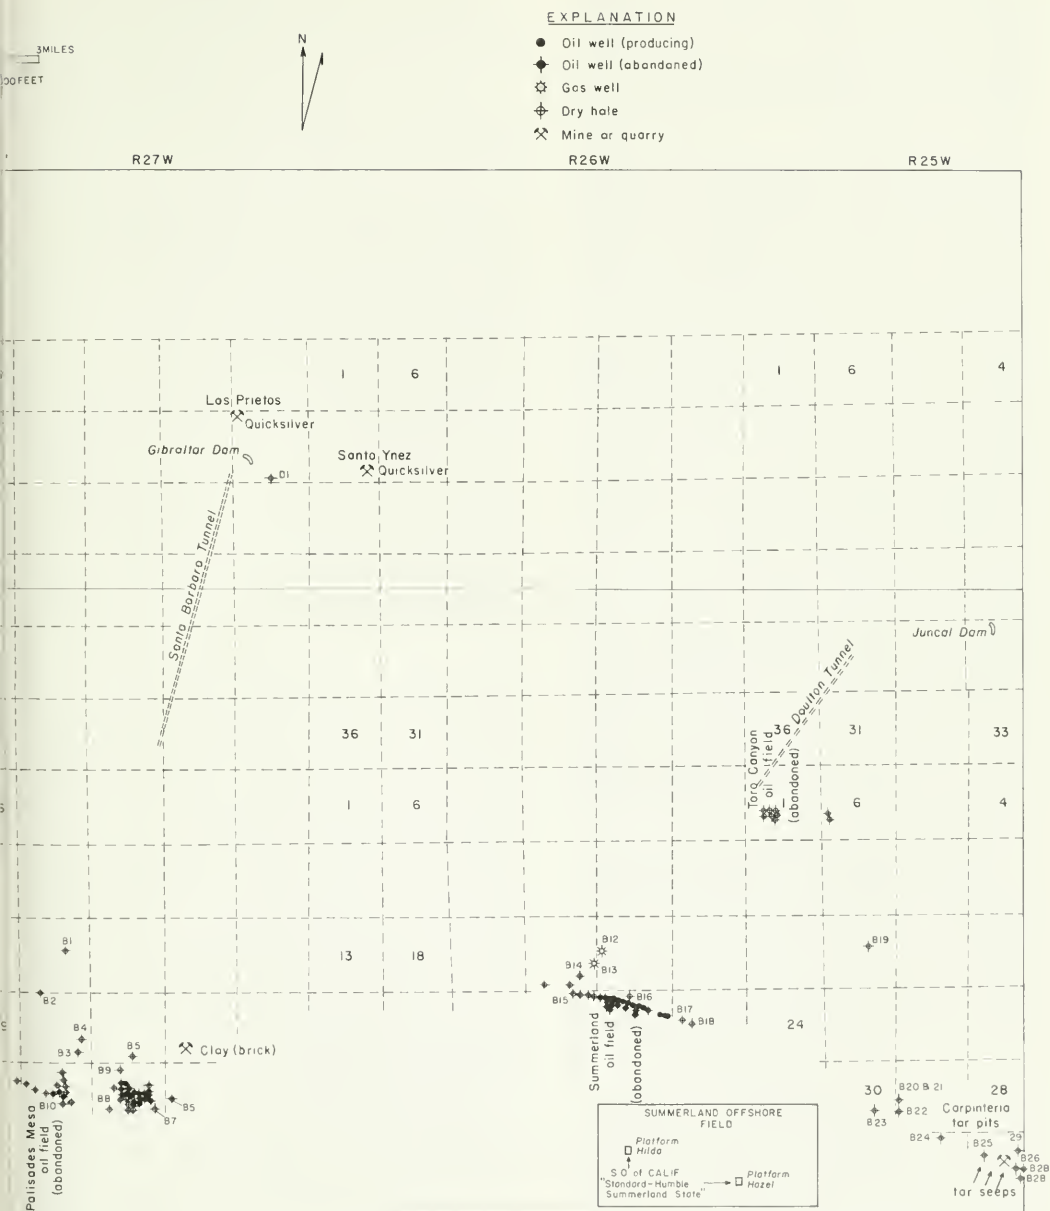 EXPLANATION
Oil well (producing)
Oil well (abandoned)
Gas well
Dry hole
Mine or quarry
3MILES
00FEET
N
R27W
R26W
R25W
1
6
1
6
4
Los Prietos
Quicksilver
Gibraltar Dam
D1
Santa Ynez
Quicksilver
Santa Barbara Tunnel
Juncal Dam
Doulton Tunnel
36
31
36
31
33
Toro Canyon
oil field
(abandoned)
1
6
1
6
4
B1
13
18
B12
B19
B14
B13
B2
B15
B16
B17
B18
24
Summerland
oil field
(abandoned)
B4
B3
B5
Clay (brick)
B9
B10
B8
B7
B5
Palisades Mesa
oil field
(abandoned)
30
B20 B21
28
B23
B22
Carpinteria
tar pits
B24
B25
29
B26
B28
B28
tar seeps
SUMMERLAND OFFSHORE
FIELD
Platform
Hilda
S O of CALIF
"Standard-Humble
Summerland State"
Platform
Hazel